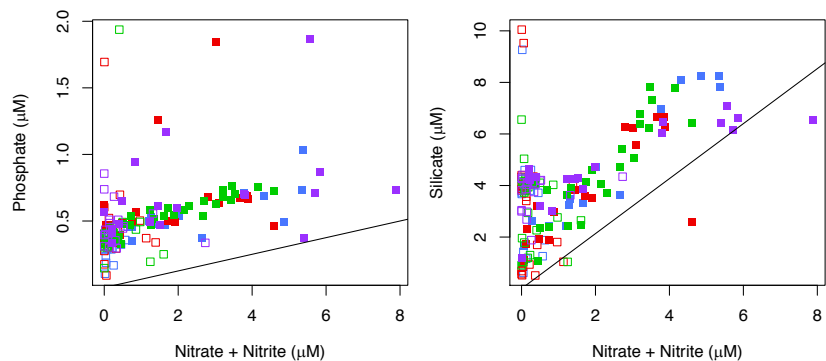 2.0
1.5
1.0
0.5
Phosphate (μM)
0 2 4 6 8
Nitrate + Nitrite (μM)
10
8
6
4
2
Silicate (μM)
0 2 4 6 8
Nitrate + Nitrite (μM)